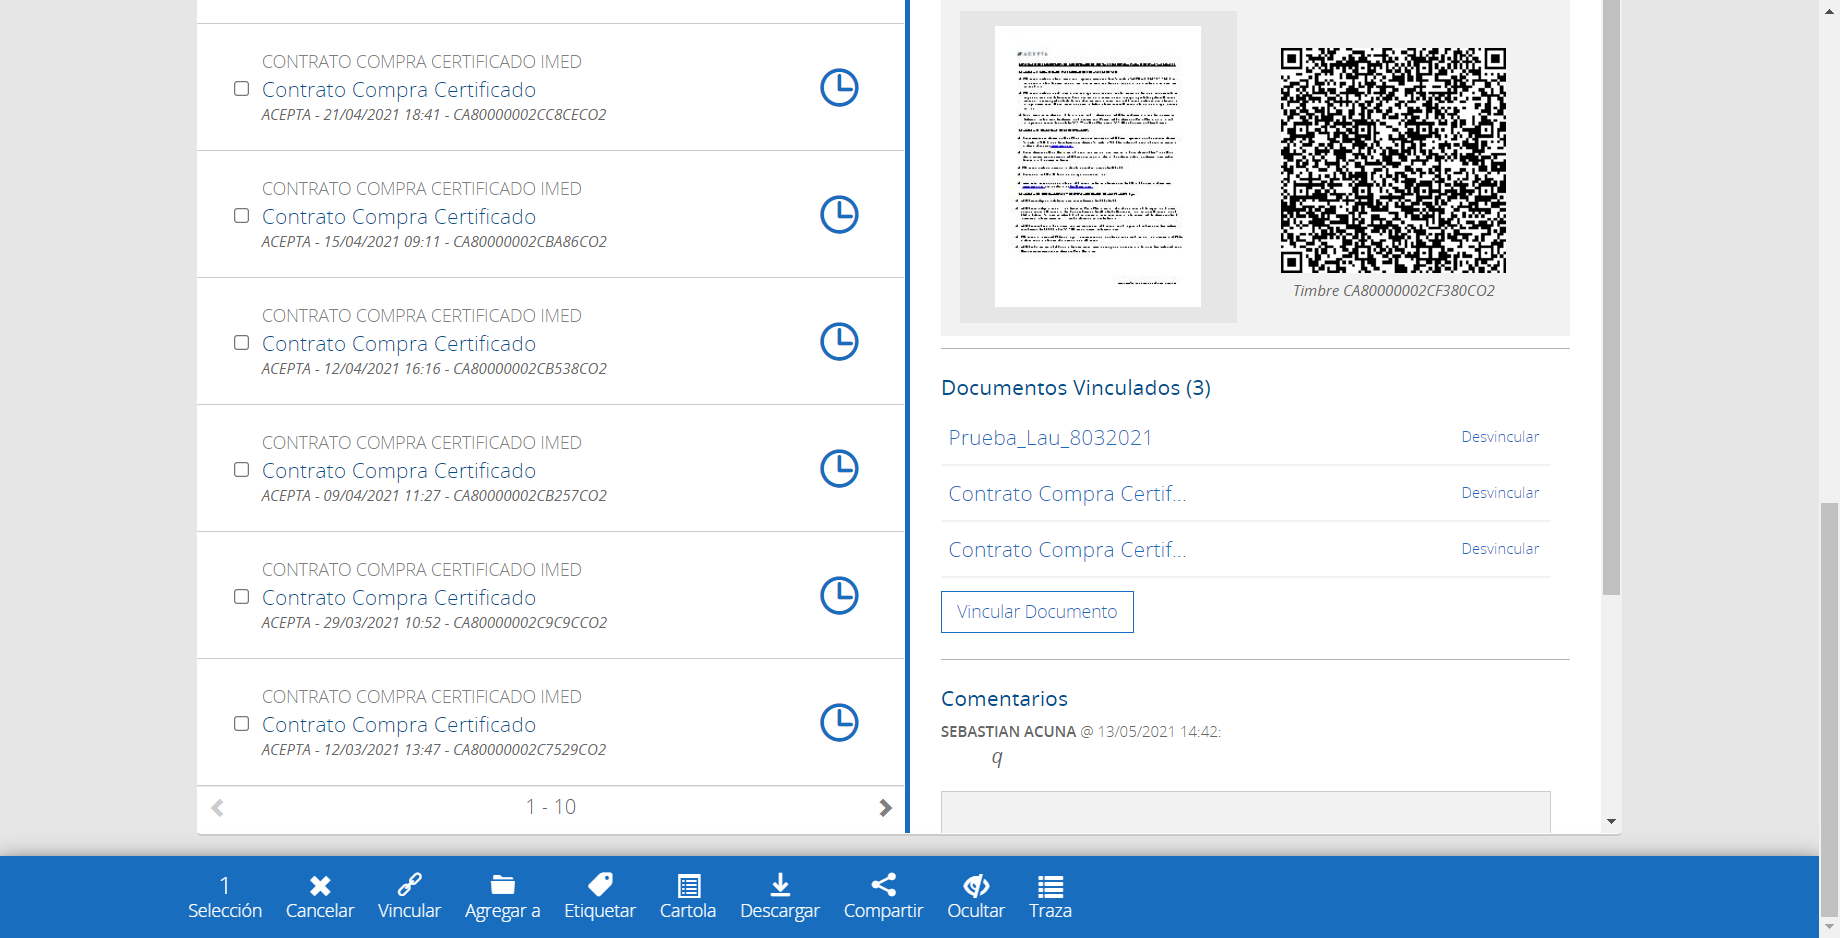 CONTRATO COMPRA CERTIFICADO IMED
Contrato Compra Certificado
ACEPTA - 21/04/2021 18:41 - CA80000002CC8CECO2
CONTRATO COMPRA CERTIFICADO IMED
Contrato Compra Certificado
ACEPTA - 15/04/2021 09:11 - CA80000002CBA86CO2
CONTRATO COMPRA CERTIFICADO IMED
Contrato Compra Certificado
ACEPTA - 12/04/2021 16:16 - CA80000002CB538CO2
CONTRATO COMPRA CERTIFICADO IMED
Contrato Compra Certificado
ACEPTA - 09/04/2021 11:27 - CA80000002CB257CO2
CONTRATO COMPRA CERTIFICADO IMED
Contrato Compra Certificado
ACEPTA - 29/03/2021 10:52 - CA80000002C9C9CCO2
CONTRATO COMPRA CERTIFICADO IMED
Contrato Compra Certificado
ACEPTA - 12/03/2021 13:47 - CA80000002C7529CO2
1 - 10
ACEPTA
Timbre CA80000002CF380CO2
Documentos Vinculados (3)
Prueba_Lau_8032021 Desvincular
Contrato Compra Certif... Desvincular
Contrato Compra Certif... Desvincular
Vincular Documento
Comentarios
SEBASTIAN ACUNA @ 13/05/2021 14:42:
q
1 Selección Cancelar Vincular Agregar a Etiquetar Cartola Descargar Compartir Ocultar Traza